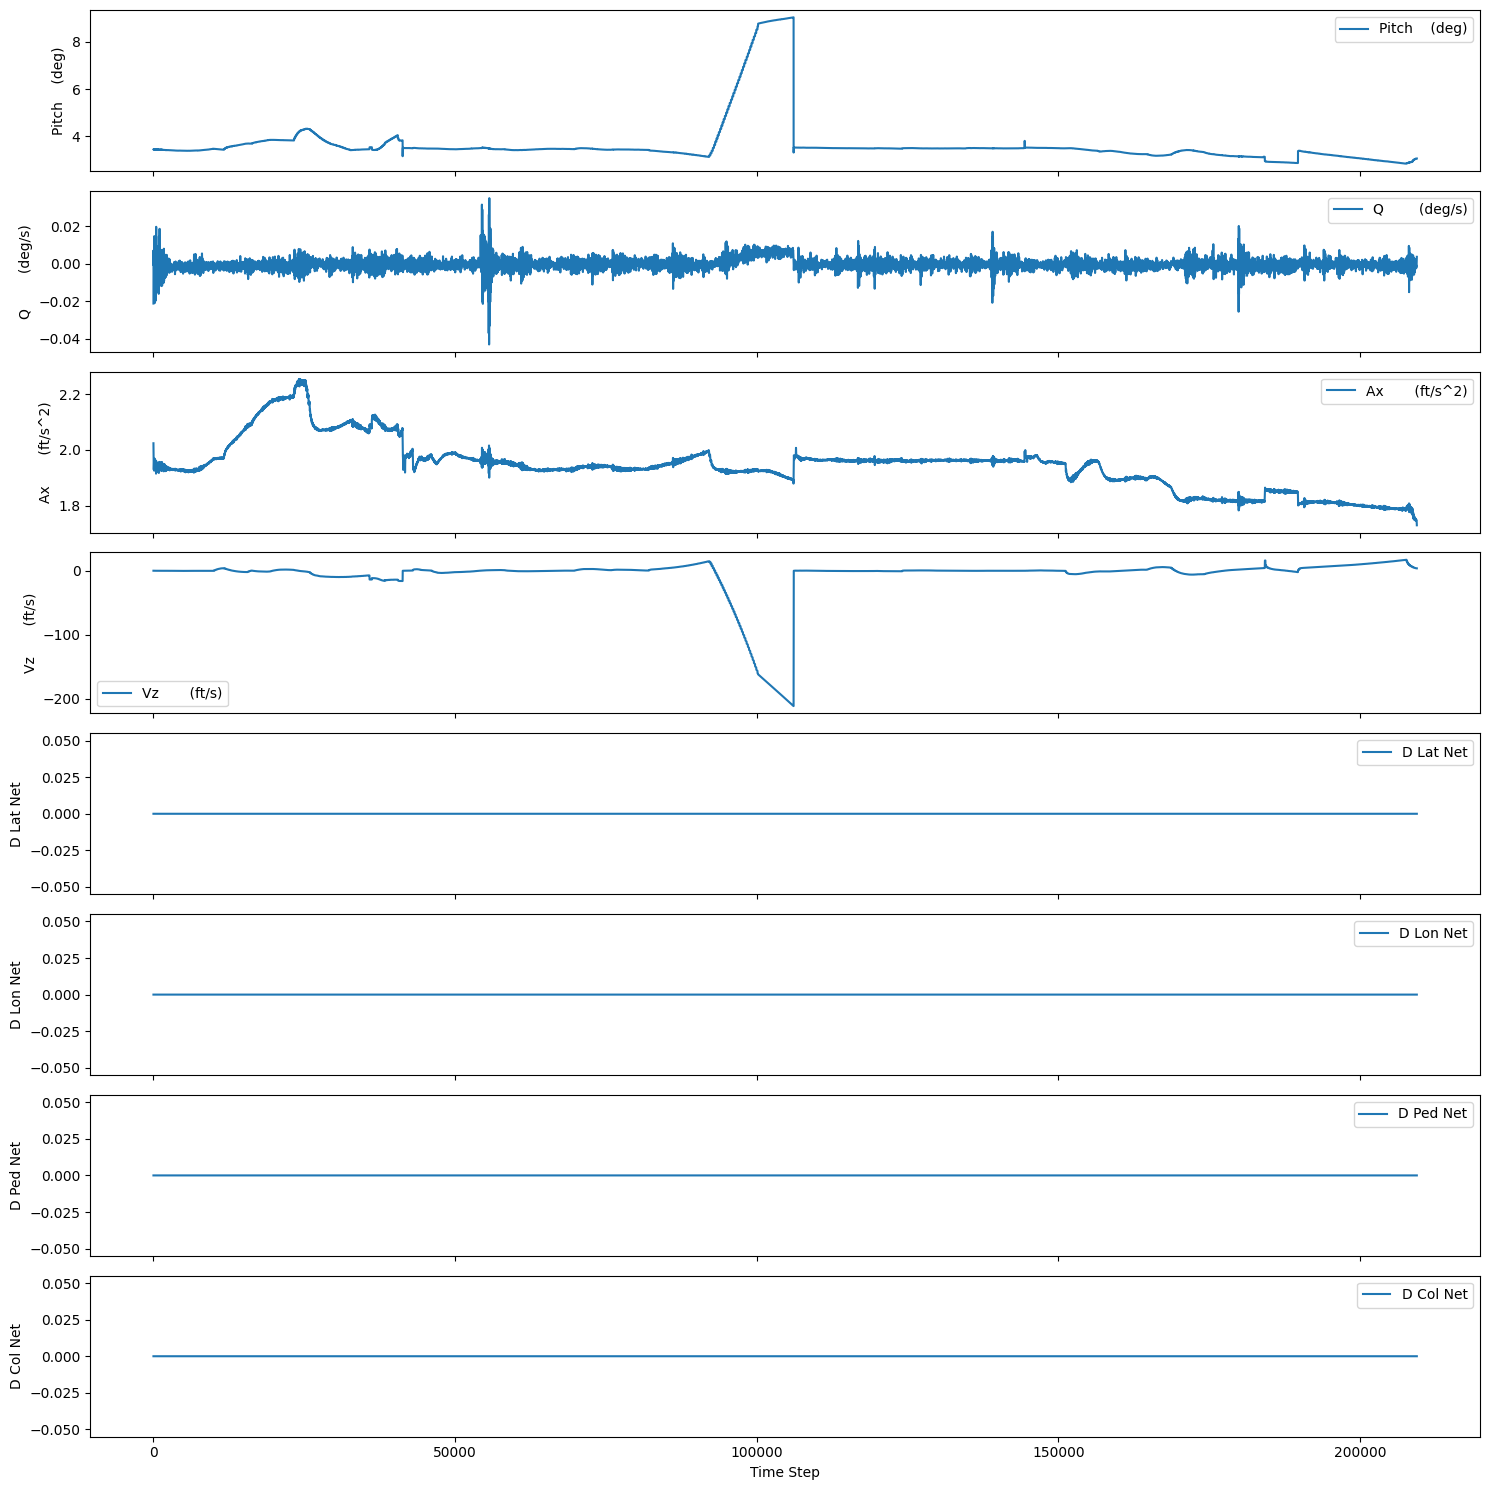 Pitch    (deg)
8
6
4
Pitch    (deg)
Q        (deg/s)
0.02
0.00
−0.02
−0.04
Q        (deg/s)
Ax       (ft/s^2)
2.2
2.0
1.8
Ax       (ft/s^2)
0
−100
−200
Vz       (ft/s)
Vz       (ft/s)
D Lat Net
0.050
0.025
0.000
−0.025
−0.050
D Lat Net
D Lon Net
0.050
0.025
0.000
−0.025
−0.050
D Lon Net
D Ped Net
0.050
0.025
0.000
−0.025
−0.050
D Ped Net
D Col Net
0.050
0.025
0.000
−0.025
−0.050
D Col Net
0 50000 100000 150000 200000
Time Step